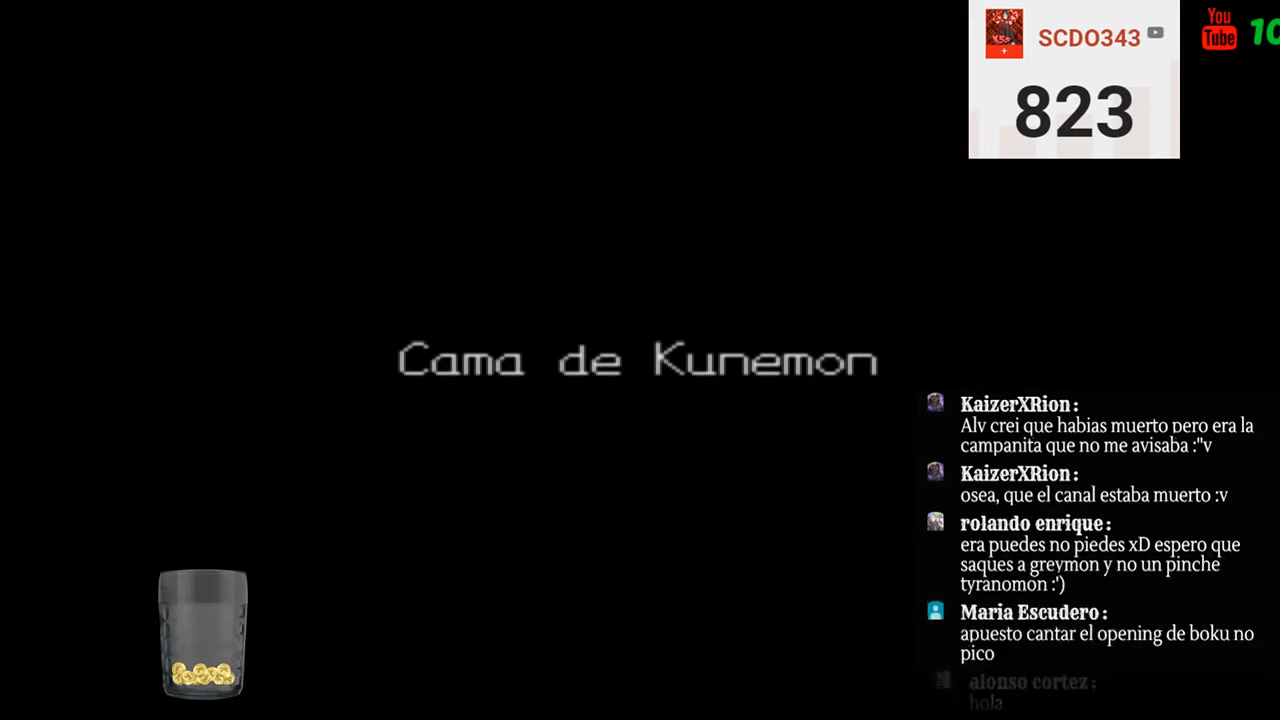 SCDO343
You
Tube
10
823
Cama de Kunemon
KaizerXRion:
Alv crei que habias muerto pero era la
campanita que no me avisaba :"v
KaizerXRion:
osea, que el canal estaba muerto :v
rolando enrique:
era puedes no piedes xD espero que
saques a greymon y no un pinche
tyranomon :')
Maria Escudero:
apuesto cantar el opening de boku no
pico
alonso cortez:
hola